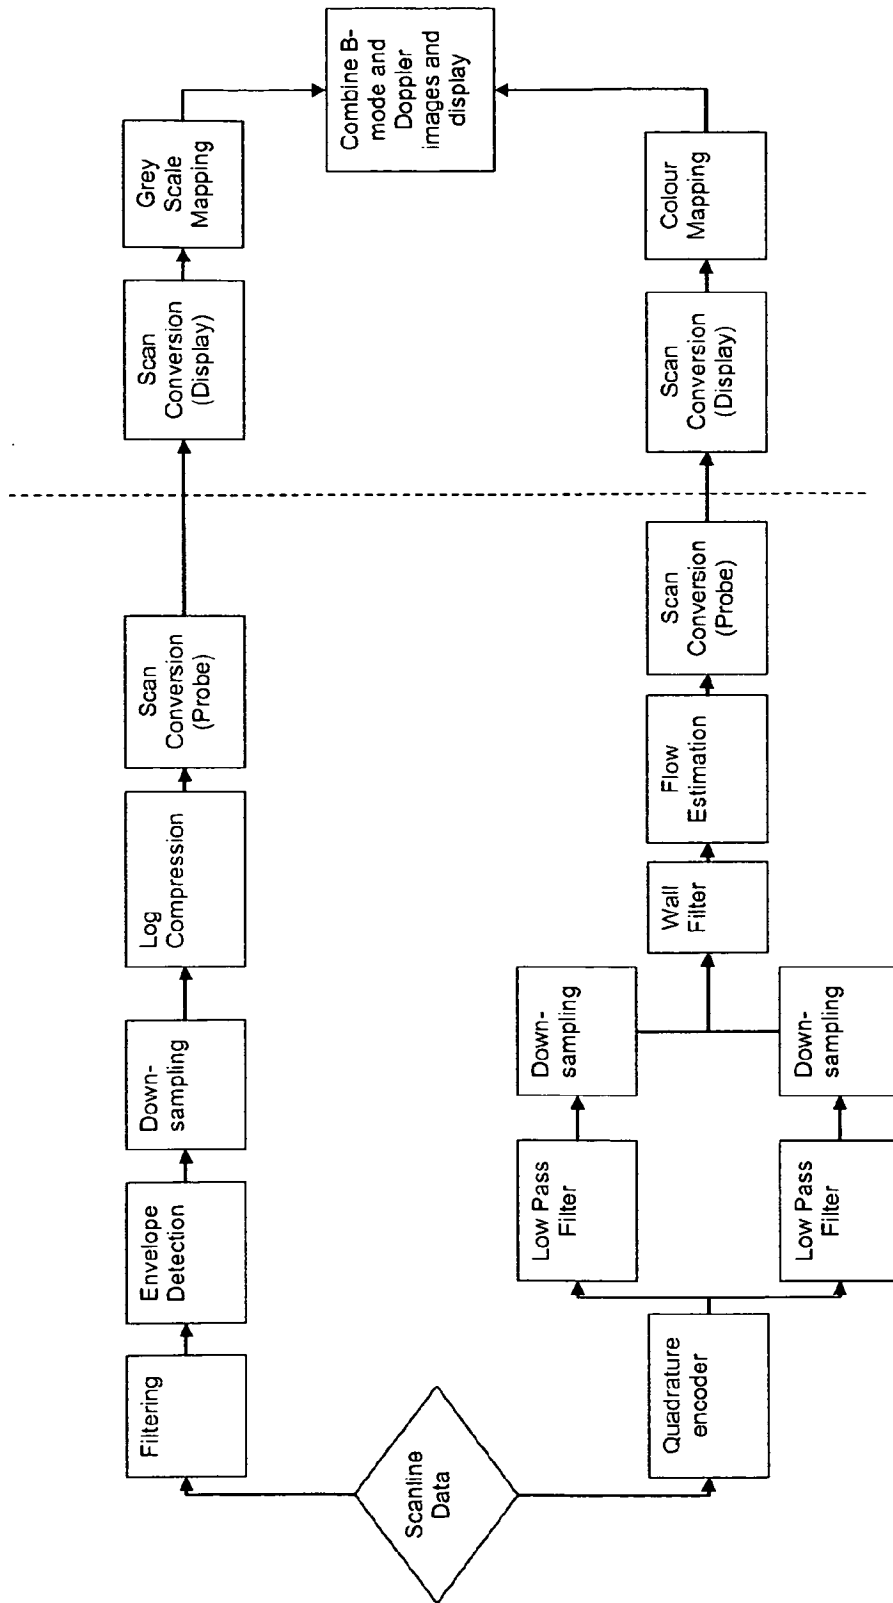 Scanline
Data
Filtering
Envelope
Detection
Down-
sampling
Log
Compression
Scan
Conversion
(Probe)
Scan
Conversion
(Display)
Grey
Scale
Mapping
Combine B-
mode and
Doppler
images and
display
Quadrature
encoder
Low Pass
Filter
Down-
sampling
Low Pass
Filter
Down-
sampling
Wall
Filter
Flow
Estimation
Scan
Conversion
(Probe)
Scan
Conversion
(Display)
Colour
Mapping